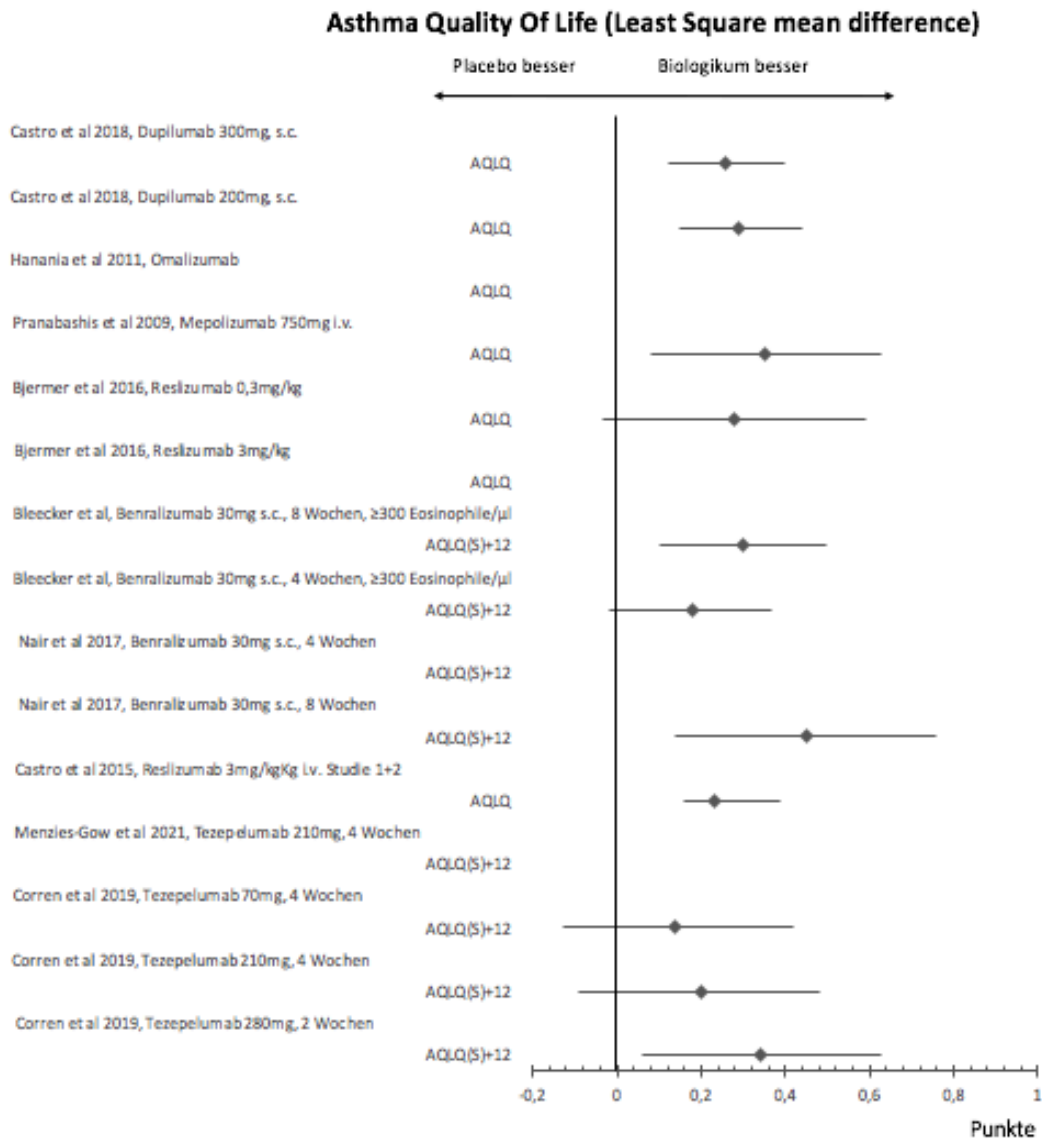 Asthma Quality Of Life (Least Square mean difference)
Placebo besser Biologikum besser
Castro et al 2018, Dupilumab 300mg, s.c.
AQLQ
Castro et al 2018, Dupilumab 200mg, s.c.
AQLQ
Hanania et al 2011, Omalizumab
AQLQ
Pranabashis et al 2009, Mepolizumab 750mg i.v.
AQLQ
Bjermer et al 2016, Reslizumab 0,3mg/kg
AQLQ
Bjermer et al 2016, Reslizumab 3mg/kg
AQLQ
Bleecker et al, Benralizumab 30mg s.c., 8 Wochen, ≥300 Eosinophile/µl
AQLQ(S)+12
Bleecker et al, Benralizumab 30mg s.c., 4 Wochen, ≥300 Eosinophile/µl
AQLQ(S)+12
Nair et al 2017, Benralizumab 30mg s.c., 4 Wochen
AQLQ(S)+12
Nair et al 2017, Benralizumab 30mg s.c., 8 Wochen
AQLQ(S)+12
Castro et al 2015, Reslizumab 3mg/kgKg i.v. Studie 1+2
AQLQ
Menzies-Gow et al 2021, Tezepelumab 210mg, 4 Wochen
AQLQ(S)+12
Corren et al 2019, Tezepelumab 70mg, 4 Wochen
AQLQ(S)+12
Corren et al 2019, Tezepelumab 210mg, 4 Wochen
AQLQ(S)+12
Corren et al 2019, Tezepelumab 280mg, 2 Wochen
AQLQ(S)+12
-0,2 0 0,2 0,4 0,6 0,8 1
Punkte